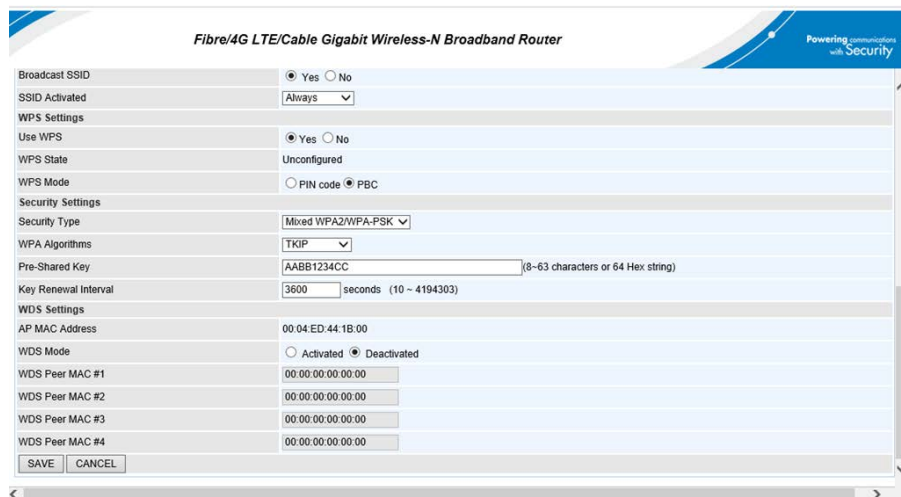 Fibre/4G LTE/Cable Gigabit Wireless-N Broadband Router
Powering communications
with Security
Broadcast SSID Yes No
SSID Activated Always
WPS Settings
Use WPS Yes No
WPS State Unconfigured
WPS Mode PIN code PBC
Security Settings
Security Type Mixed WPA2/WPA-PSK
WPA Algorithms TKIP
Pre-Shared Key AABB1234CC (8~63 characters or 64 Hex string)
Key Renewal Interval 3600 seconds (10 ~ 4194303)
WDS Settings
AP MAC Address 00:04:ED:44:1B:00
WDS Mode Activated Deactivated
WDS Peer MAC #1 00:00:00:00:00:00
WDS Peer MAC #2 00:00:00:00:00:00
WDS Peer MAC #3 00:00:00:00:00:00
WDS Peer MAC #4 00:00:00:00:00:00
SAVE CANCEL